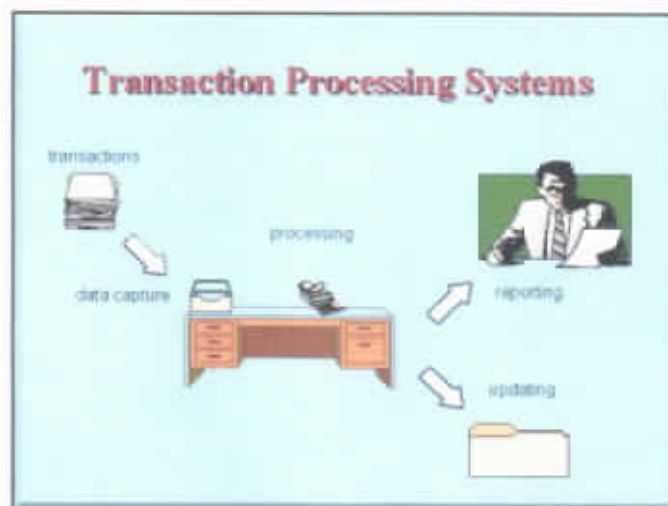 Transaction Processing Systems
transactions
processing
data capture
reporting
updating